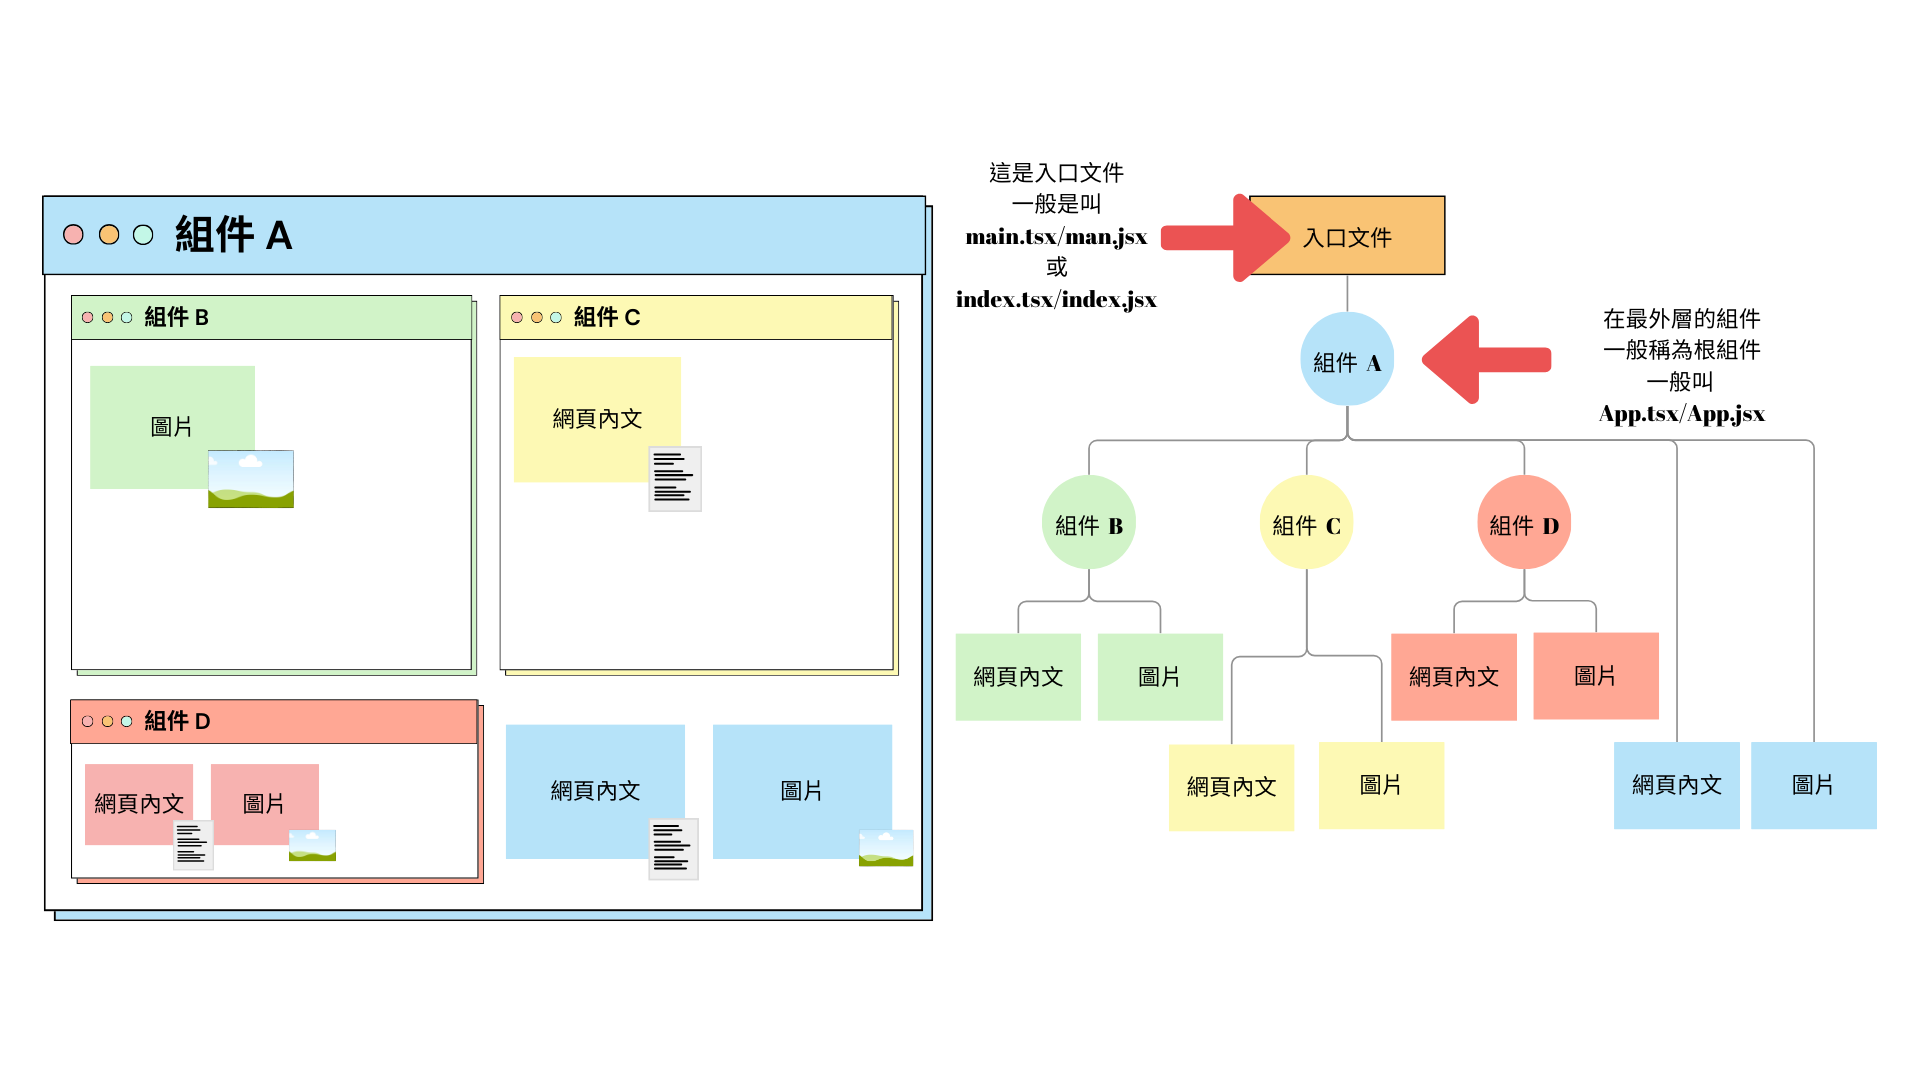 組件 A
組件 B
圖片
組件 C
網頁內文
組件 D
網頁內文
圖片
網頁內文
圖片
這是入口文件
一般是叫
main.tsx/man.jsx
或
index.tsx/index.jsx
入口文件
組件 A
在最外層的組件
一般稱為根組件
一般叫
App.tsx/App.jsx
組件 B
組件 C
組件 D
網頁內文
圖片
網頁內文
圖片
網頁內文
圖片
網頁內文
圖片